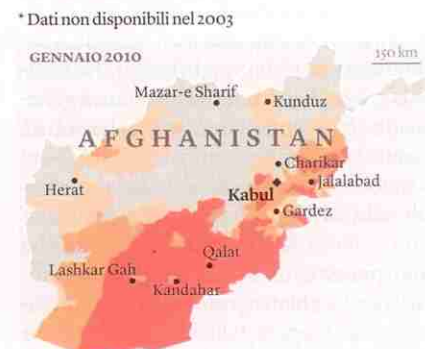 * Dati non disponibili nel 2003
GENNAIO 2010
150 km
Mazar-e Sharif
Kunduz
AFGHANISTAN
Charikar
Herat
Kabul
Jalalabad
Gardez
Qalat
Lashkar Gah
Kandahar